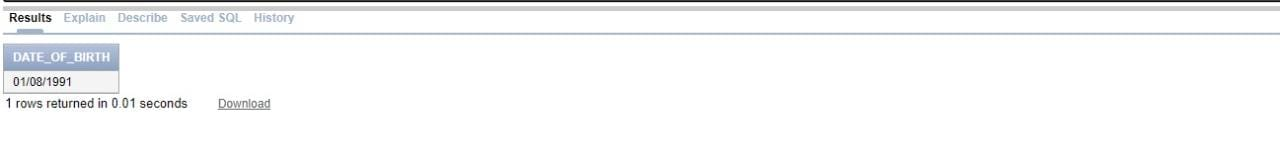 Results Explain Describe Saved SQL History
DATE_OF_BIRTH
01/08/1991
1 rows returned in 0.01 seconds Download